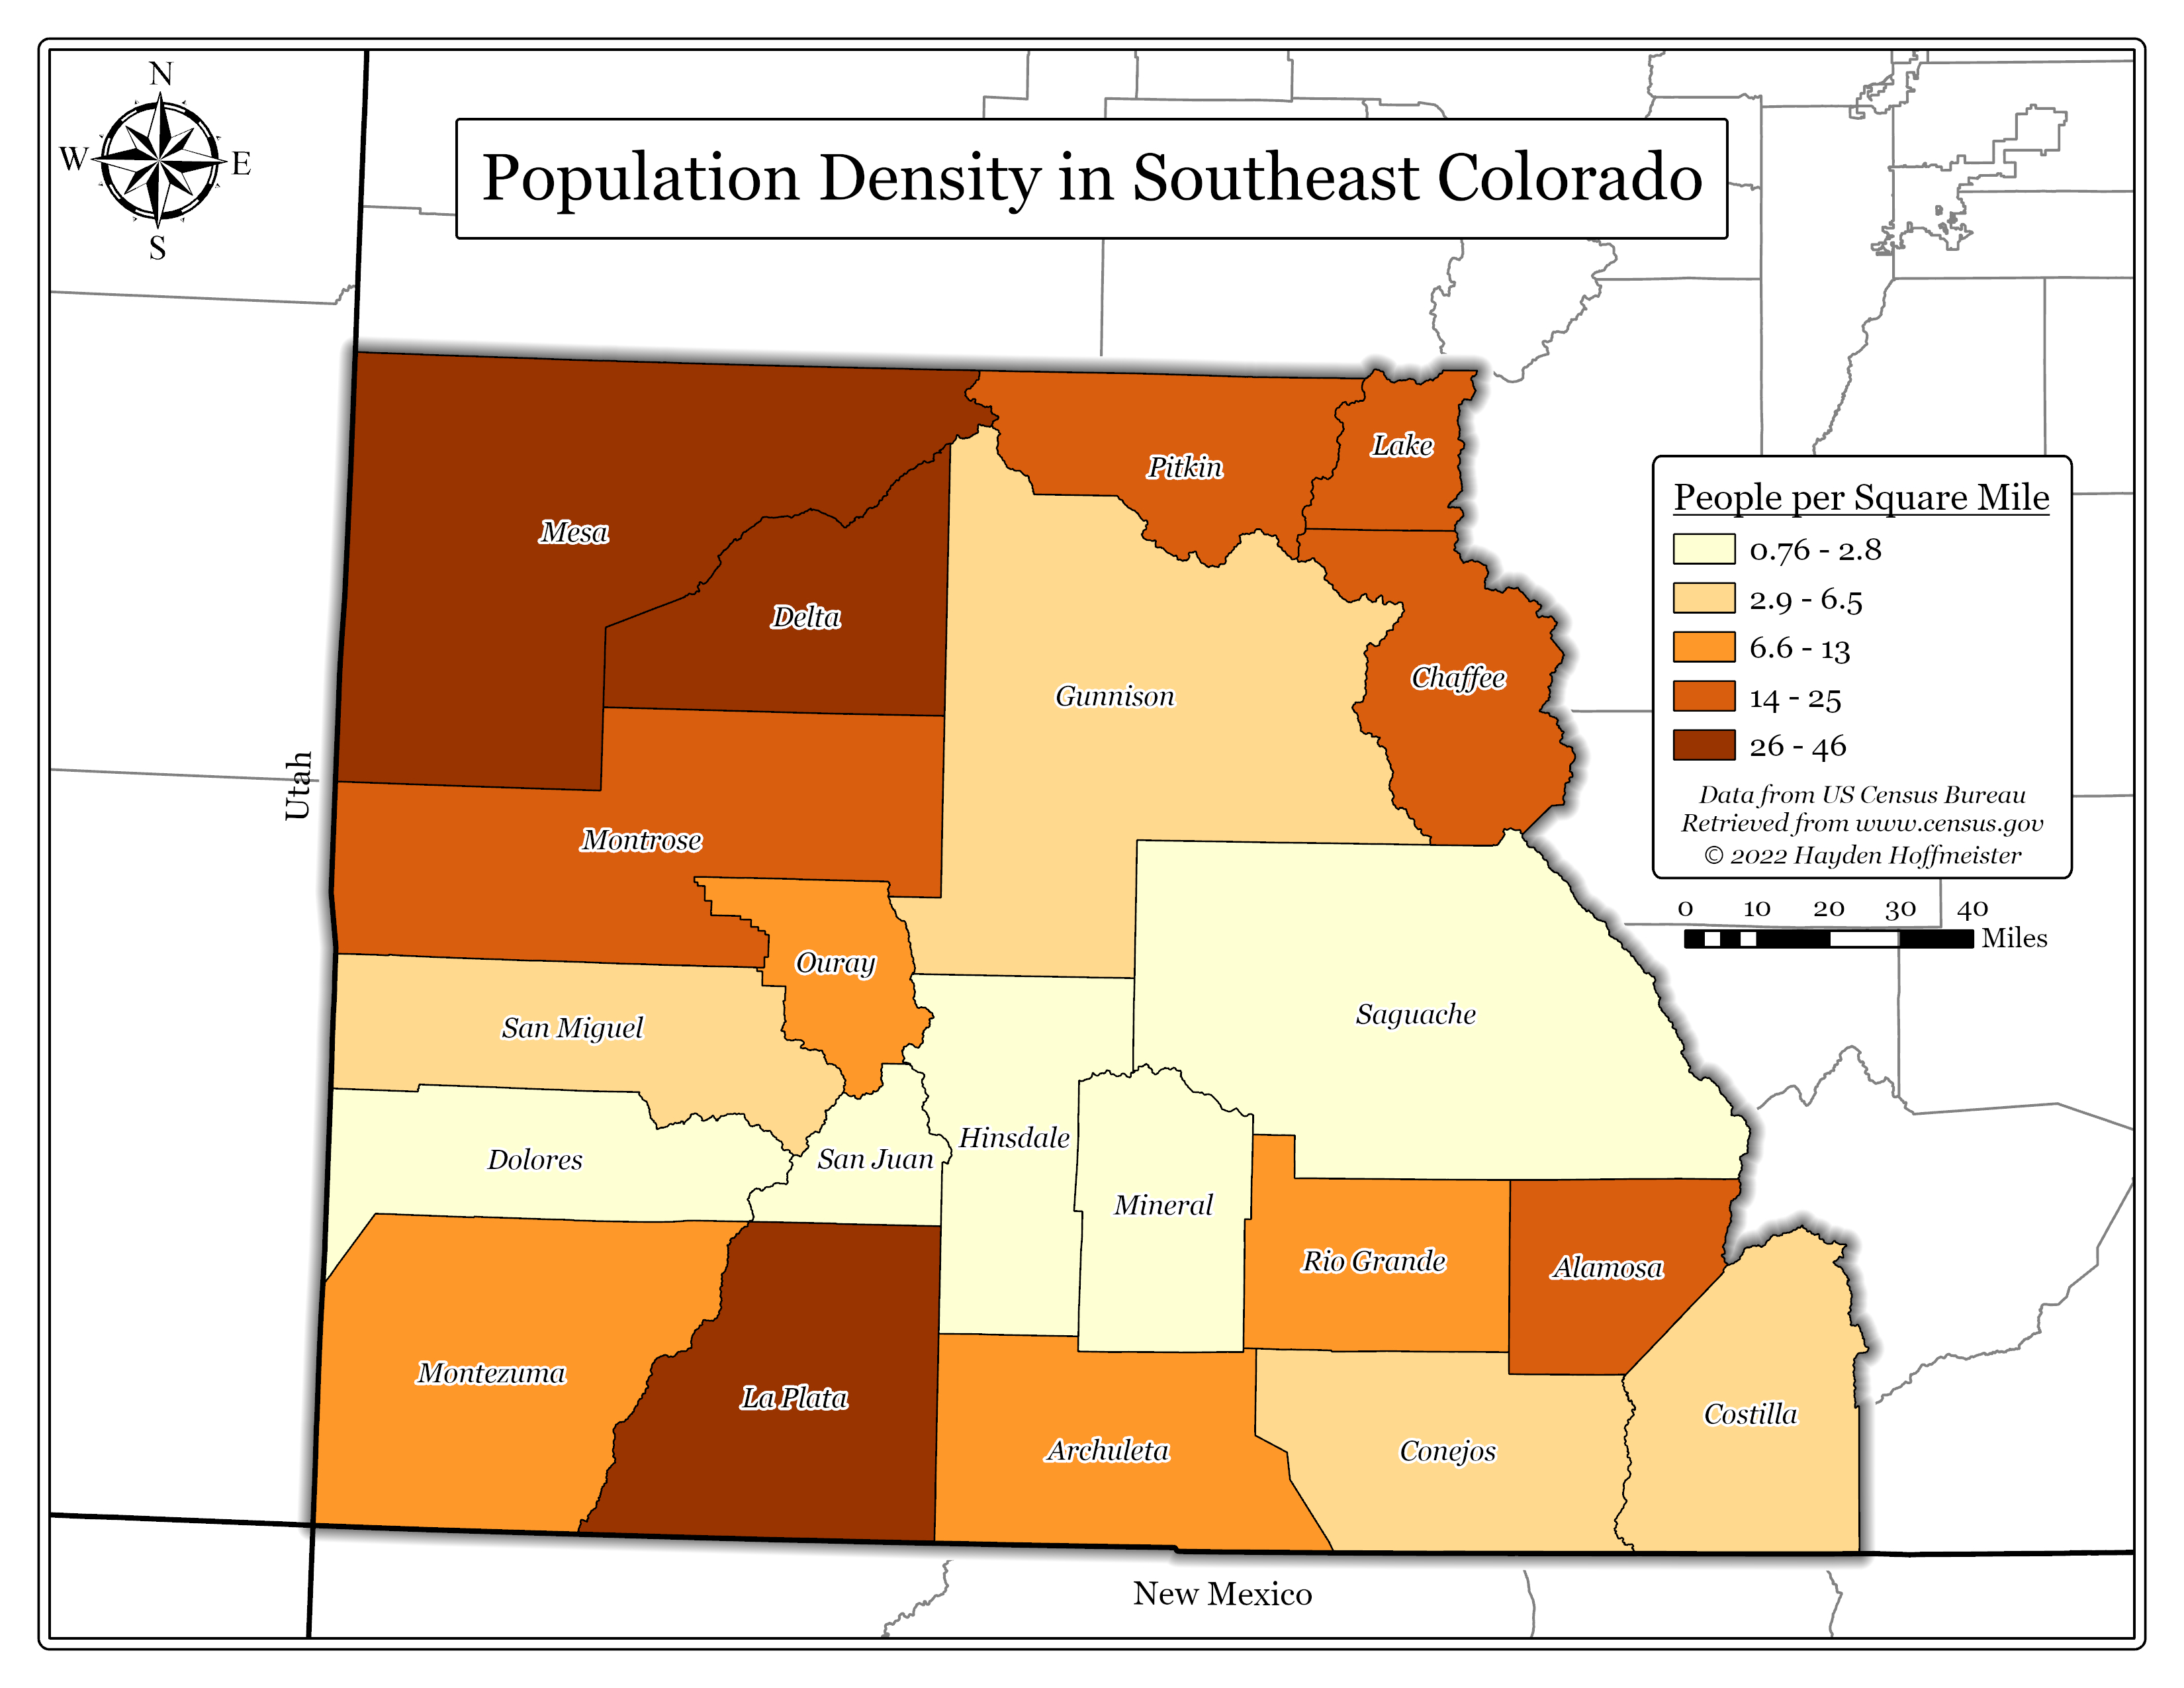 N
W E
S
Population Density in Southeast Colorado
Mesa
Pitkin
Lake
Delta
Gunnison
Chaffee
Montrose
Ouray
San Miguel
Saguache
Dolores
San Juan
Hinsdale
Mineral
Rio Grande
Alamosa
Montezuma
La Plata
Archuleta
Conejos
Costilla
Utah
New Mexico
People per Square Mile
0.76 - 2.8
2.9 - 6.5
6.6 - 13
14 - 25
26 - 46
Data from US Census Bureau
Retrieved from www.census.gov
© 2022 Hayden Hoffmeister
0 10 20 30 40
Miles